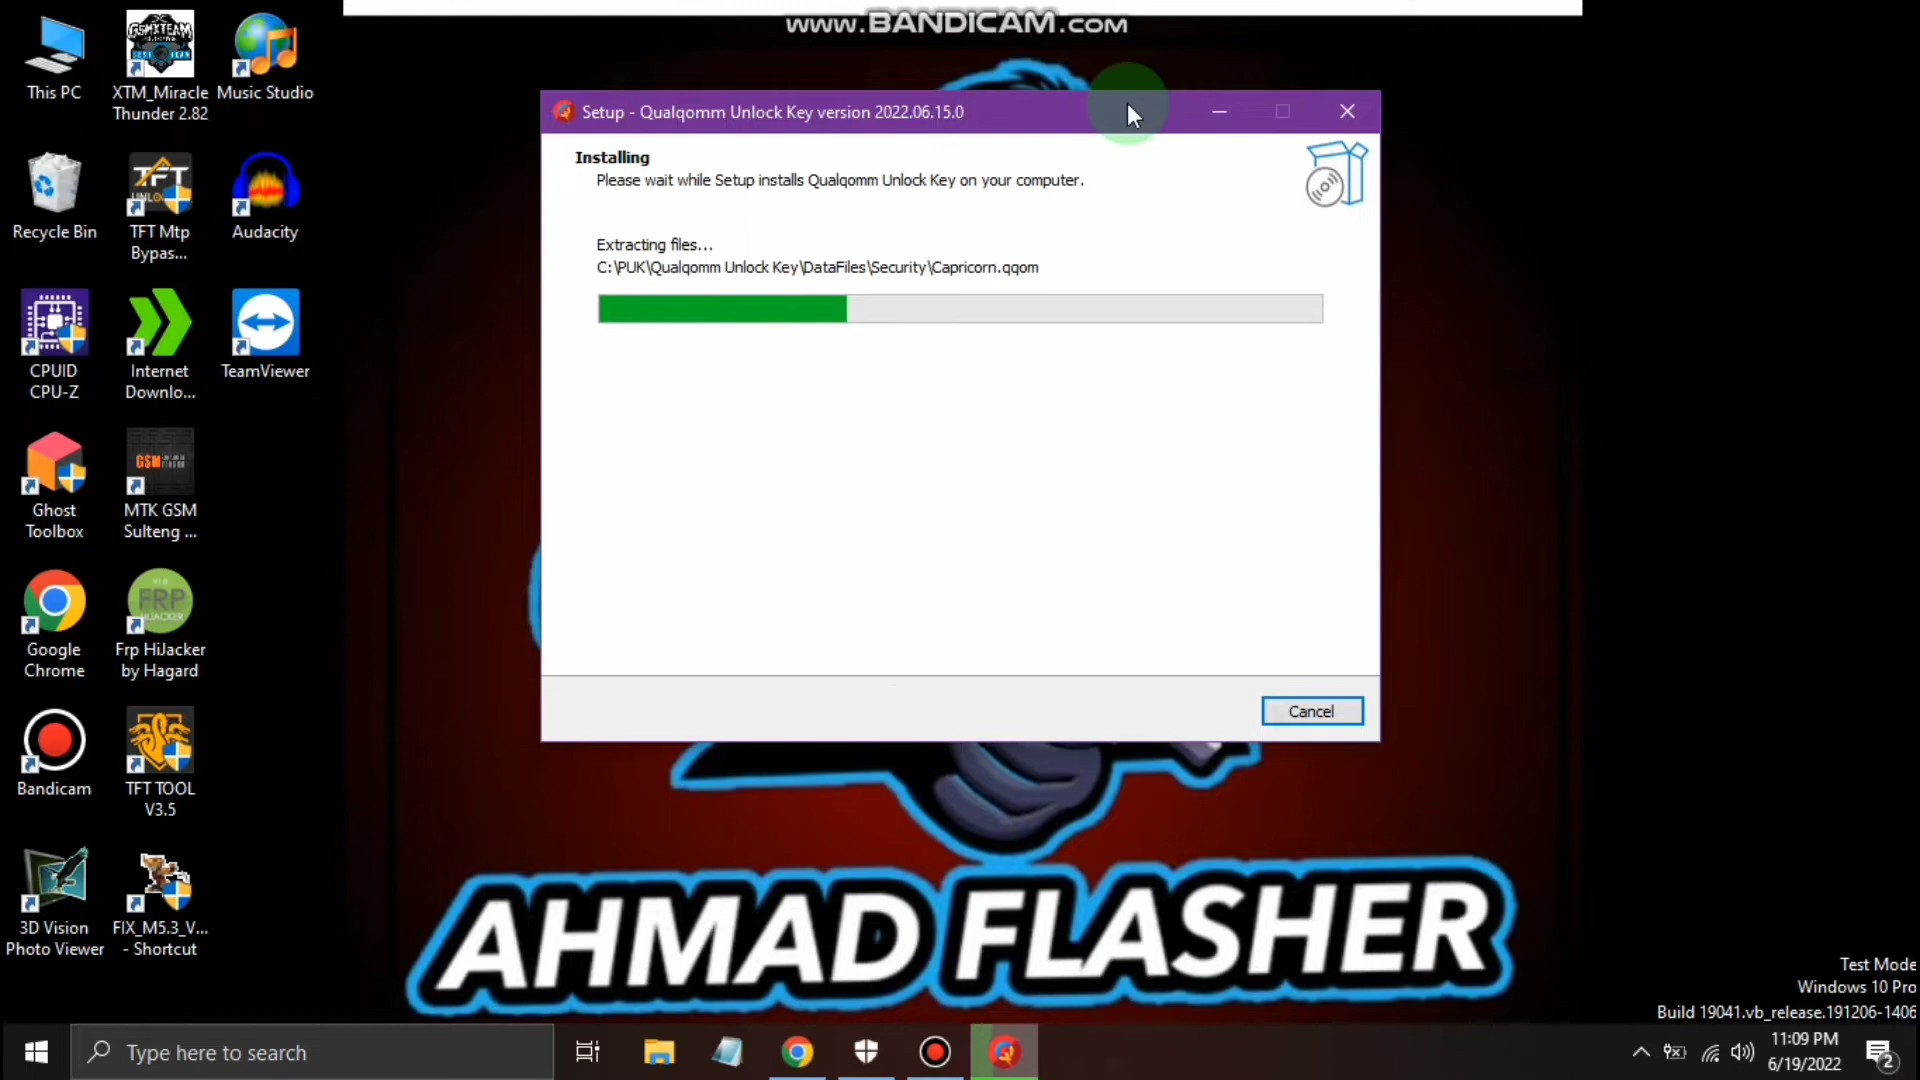 www.BANDICAM.com
This PC
XTM_Miracle
Thunder 2.82
Music Studio
Recycle Bin
TFT Mtp
Bypas...
Audacity
CPUID
CPU-Z
Internet
Downlo...
TeamViewer
Ghost
Toolbox
MTK GSM
Sulteng ...
Google
Chrome
FRP
Frp HiJacker
by Hagard
Bandicam
TFT TOOL
V3.5
3D Vision
Photo Viewer
FIX_M5.3_V...
- Shortcut
Setup - Qualqomm Unlock Key version 2022.06.15.0
Installing
Please wait while Setup installs Qualqomm Unlock Key on your computer.
Extracting files...
C:\PUK\Qualqomm Unlock Key\DataFiles\Security\Capricorn.qqom
Cancel
AHMAD FLASHER
Test Mode
Windows 10 Pro
Build 19041.vb_release.191206-1406
Type here to search
11:09 PM
6/19/2022
2